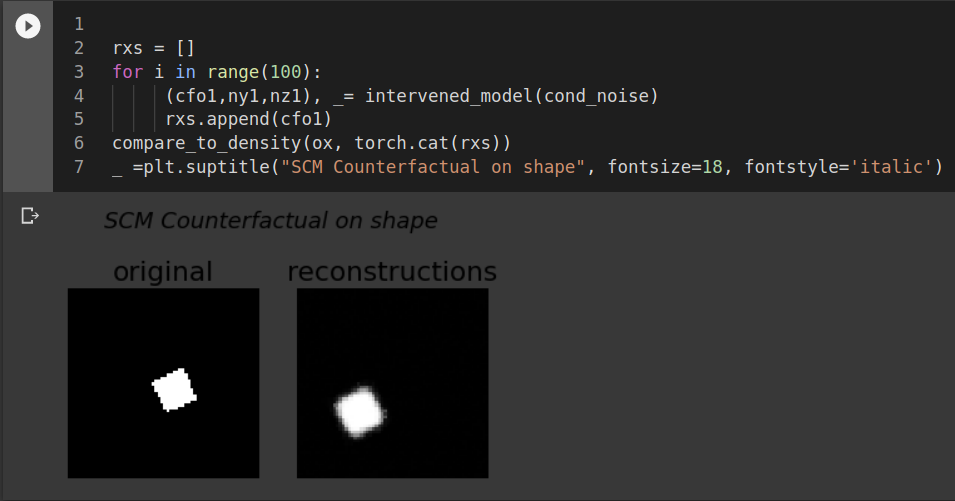 1
2 rxs = []
3 for i in range(100):
4 (cfo1,ny1,nz1), _= intervened_model(cond_noise)
5 rxs.append(cfo1)
6 compare_to_density(ox, torch.cat(rxs))
7 _ =plt.suptitle("SCM Counterfactual on shape", fontsize=18, fontstyle='italic')
SCM Counterfactual on shape
original reconstructions